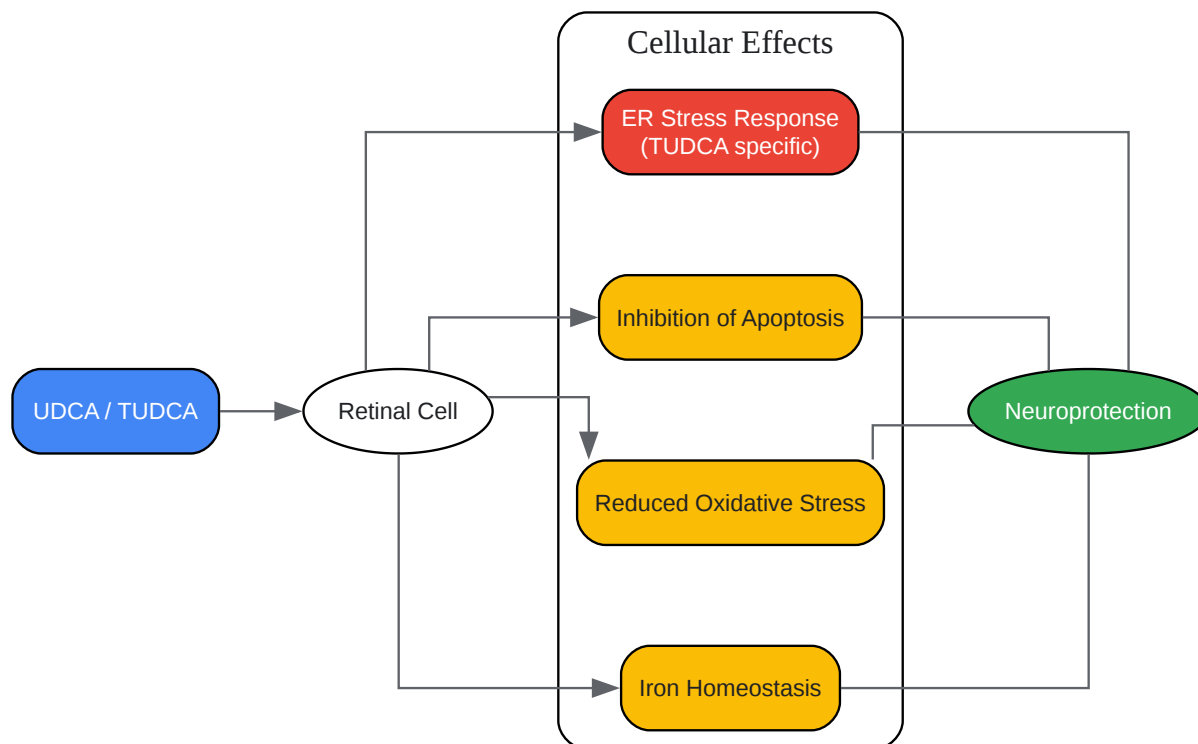 Cellular Effects
ER Stress Response
(TUDCA specific)
Inhibition of Apoptosis
UDCA / TUDCA
Retinal Cell
Neuroprotection
Reduced Oxidative Stress
Iron Homeostasis